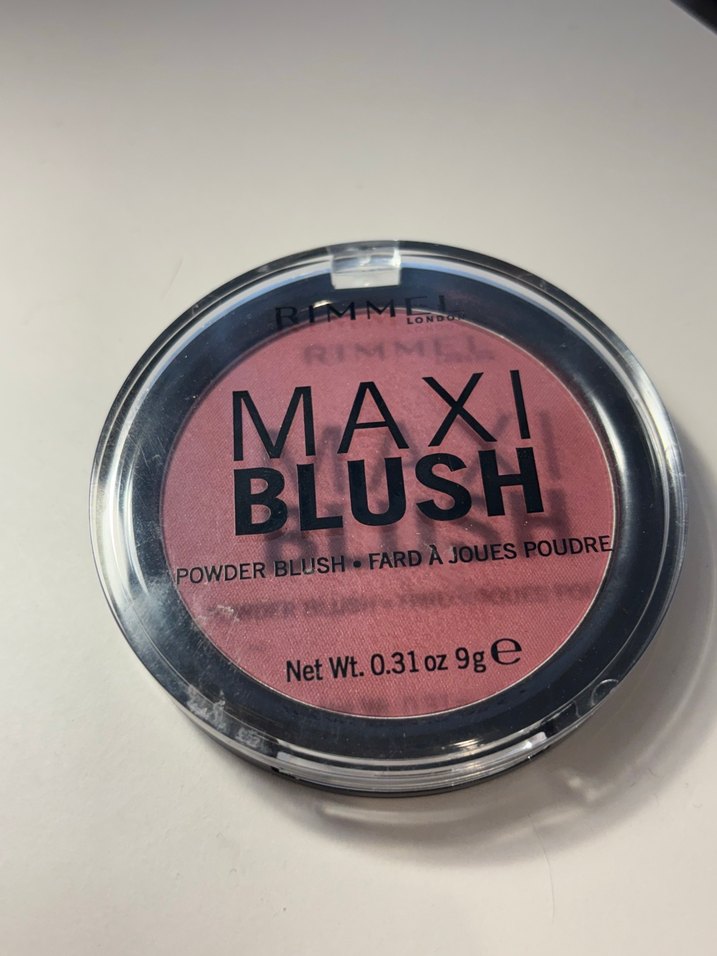 RIMMEL
LONDON
MAXI
BLUSH
POWDER BLUSH • FARD À JOUES POUDRE
Net Wt. 0.31 oz 9g ℮